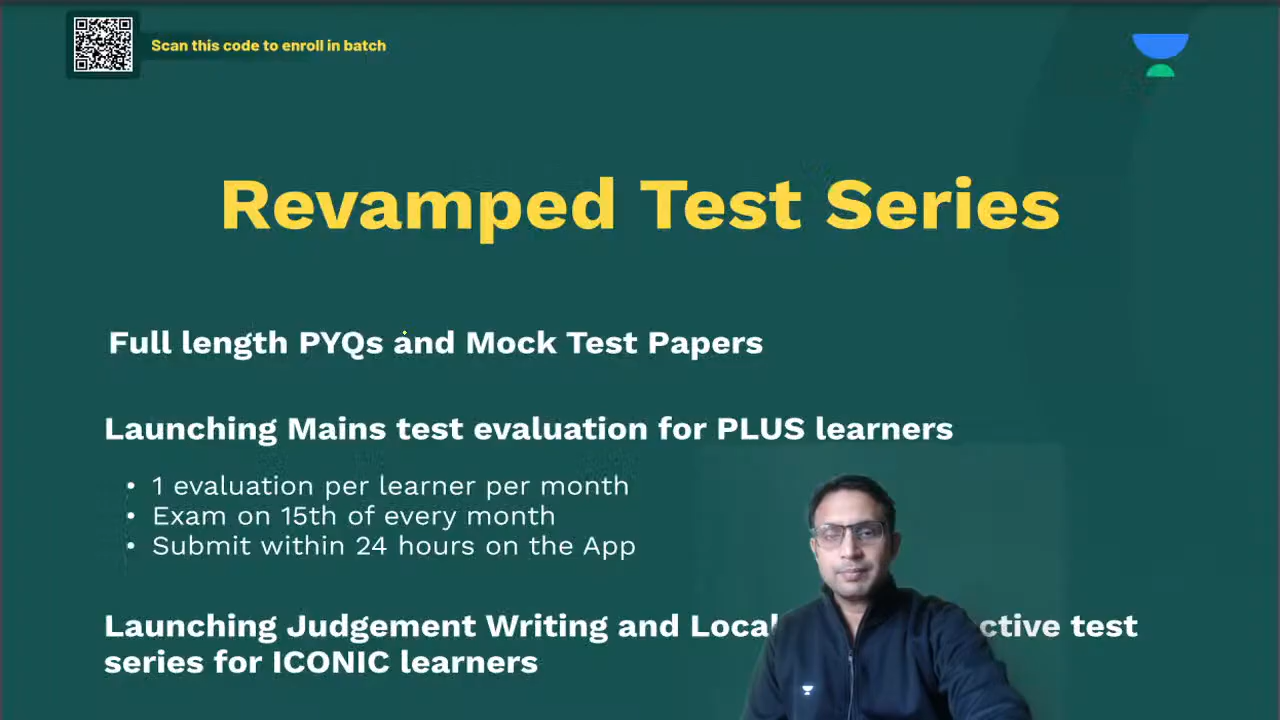 Scan this code to enroll in batch
Revamped Test Series
Full length PYQs and Mock Test Papers
Launching Mains test evaluation for PLUS learners
• 1 evaluation per learner per month
• Exam on 15th of every month
• Submit within 24 hours on the App
Launching Judgement Writing and Local test
series for ICONIC learners